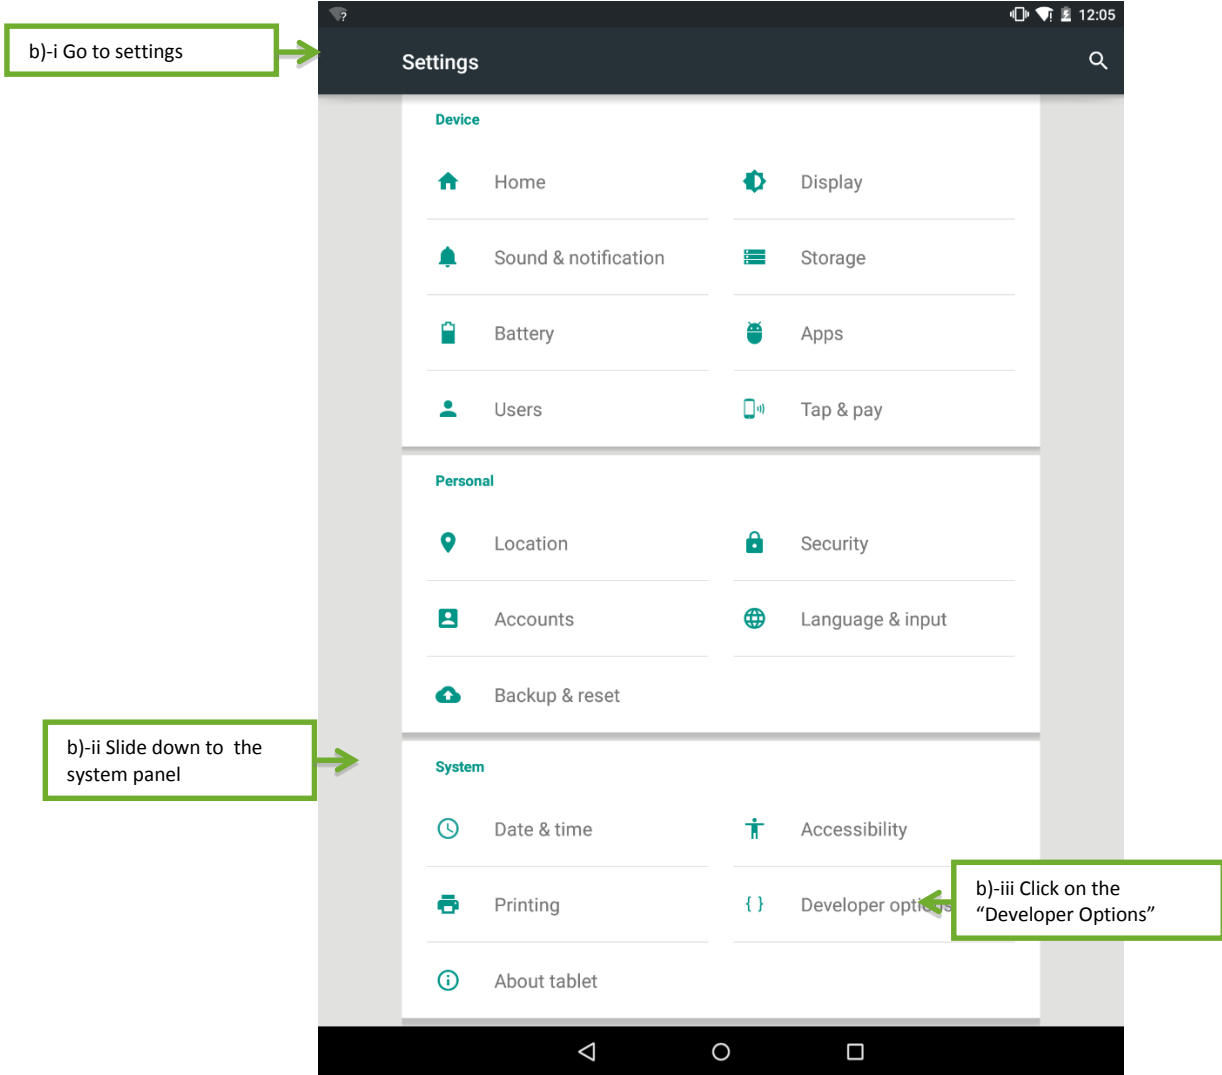 12:05
b)-i Go to settings
Settings
Device
Home
Display
Sound & notification
Storage
Battery
Apps
Users
Tap & pay
Personal
Location
Security
Accounts
Language & input
Backup & reset
b)-ii Slide down to  the
system panel
System
Date & time
Accessibility
Printing
Developer options
b)-iii Click on the
“Developer Options”
About tablet